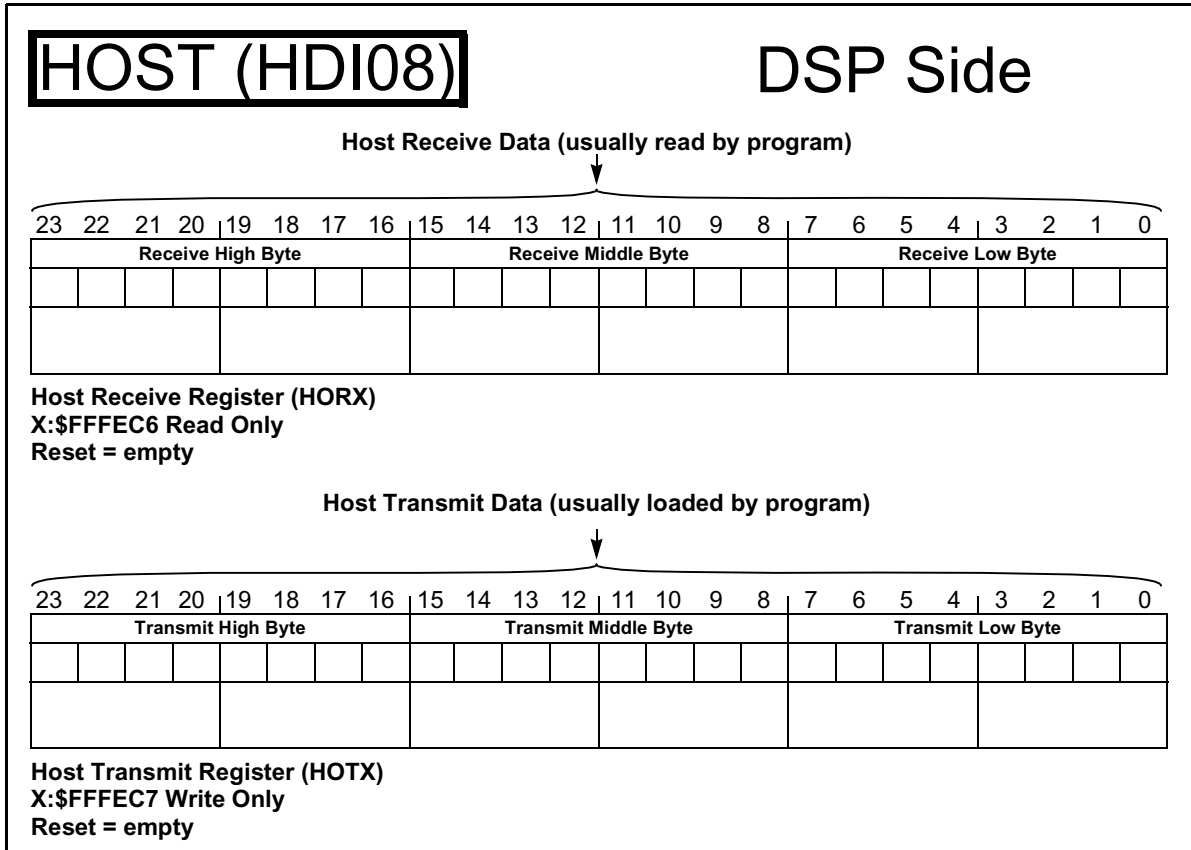 HOST (HDI08) DSP Side
Host Receive Data (usually read by program)
23 22 21 20 19 18 17 16 15 14 13 12 11 10 9 8 7 6 5 4 3 2 1 0
Receive High Byte Receive Middle Byte Receive Low Byte
Host Receive Register (HORX)
X:$FFFEC6 Read Only
Reset = empty
Host Transmit Data (usually loaded by program)
23 22 21 20 19 18 17 16 15 14 13 12 11 10 9 8 7 6 5 4 3 2 1 0
Transmit High Byte Transmit Middle Byte Transmit Low Byte
Host Transmit Register (HOTX)
X:$FFFEC7 Write Only
Reset = empty